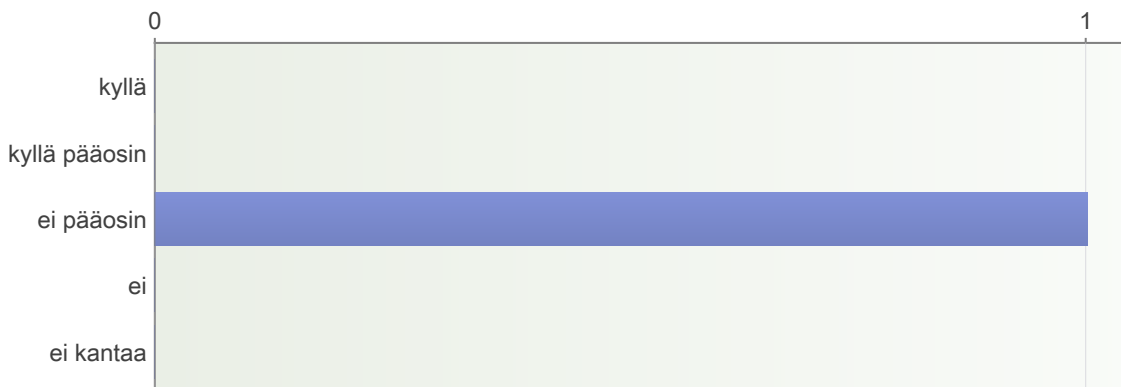 0 1
kyllä
kyllä pääosin
ei pääosin
ei
ei kantaa